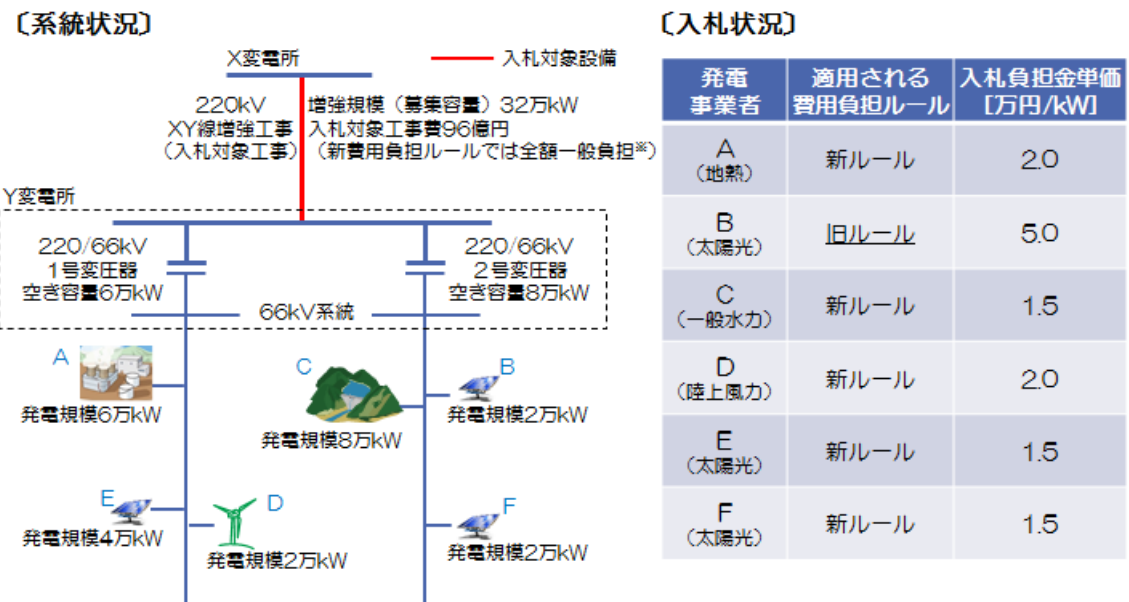 〔系統状況〕
X変電所
入札対象設備
220kV
XY線増強工事
（入札対象工事）
増強規模（募集容量）32万kW
入札対象工事費96億円
（新費用負担ルールでは全額一般負担※）
Y変電所
220/66kV
1号変圧器
空き容量6万kW
220/66kV
2号変圧器
空き容量8万kW
66kV系統
A
発電規模6万kW
C
発電規模8万kW
B
発電規模2万kW
E
発電規模4万kW
D
発電規模2万kW
F
発電規模2万kW
〔入札状況〕
発電
事業者
適用される
費用負担ルール
入札負担金単価
[万円/kW]
A
（地熱）
新ルール
2.0
B
（太陽光）
旧ルール
5.0
C
（一般水力）
新ルール
1.5
D
（陸上風力）
新ルール
2.0
E
（太陽光）
新ルール
1.5
F
（太陽光）
新ルール
1.5